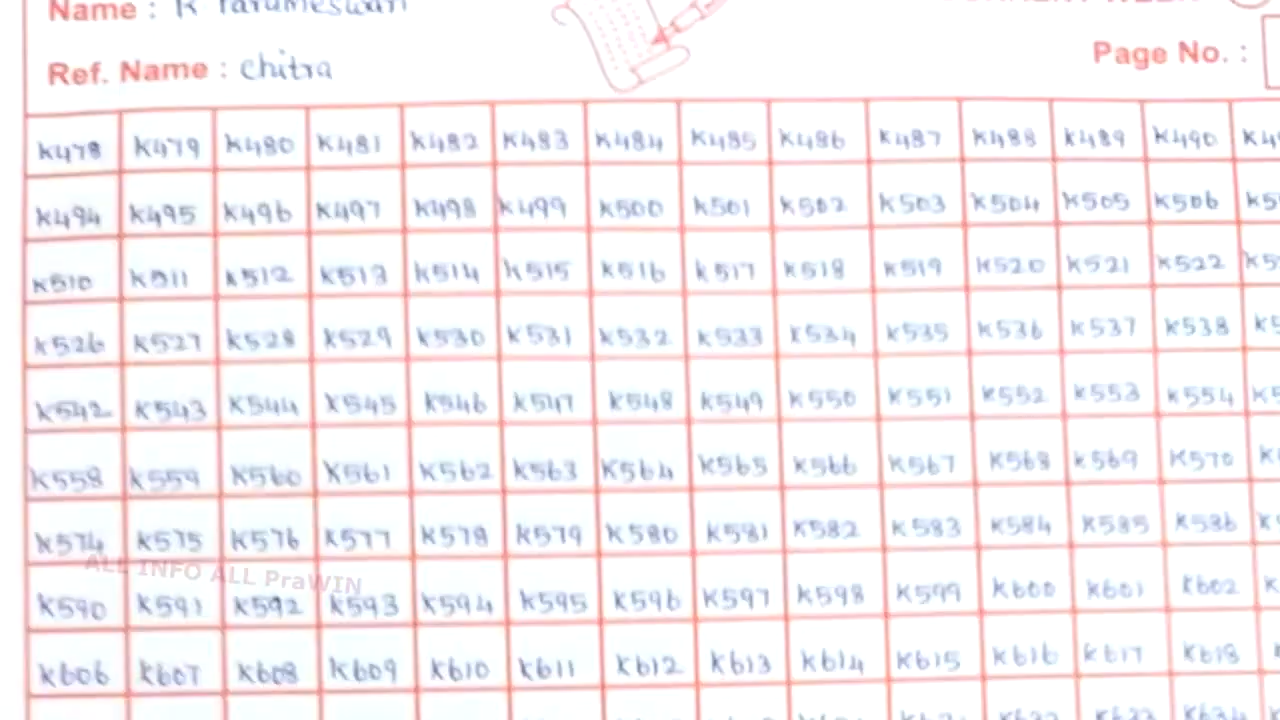 Name : K Parameswari
Ref. Name : Chitra
Page No. :
K478 K479 K480 K481 K482 K483 K484 K485 K486 K487 K488 K489 K490
K494 K495 K496 K497 K498 K499 K500 K501 K502 K503 K504 K505 K506
K510 K511 K512 K513 K514 K515 K516 K517 K518 K519 K520 K521 K522
K526 K527 K528 K529 K530 K531 K532 K533 K534 K535 K536 K537 K538
K542 K543 K544 K545 K546 K547 K548 K549 K550 K551 K552 K553 K554
K558 K559 K560 K561 K562 K563 K564 K565 K566 K567 K568 K569 K570
K574 K575 K576 K577 K578 K579 K580 K581 K582 K583 K584 K585 K586
ALL INFO ALL PraWIN
K590 K591 K592 K593 K594 K595 K596 K597 K598 K599 K600 K601 K602
K606 K607 K608 K609 K610 K611 K612 K613 K614 K615 K616 K617 K618